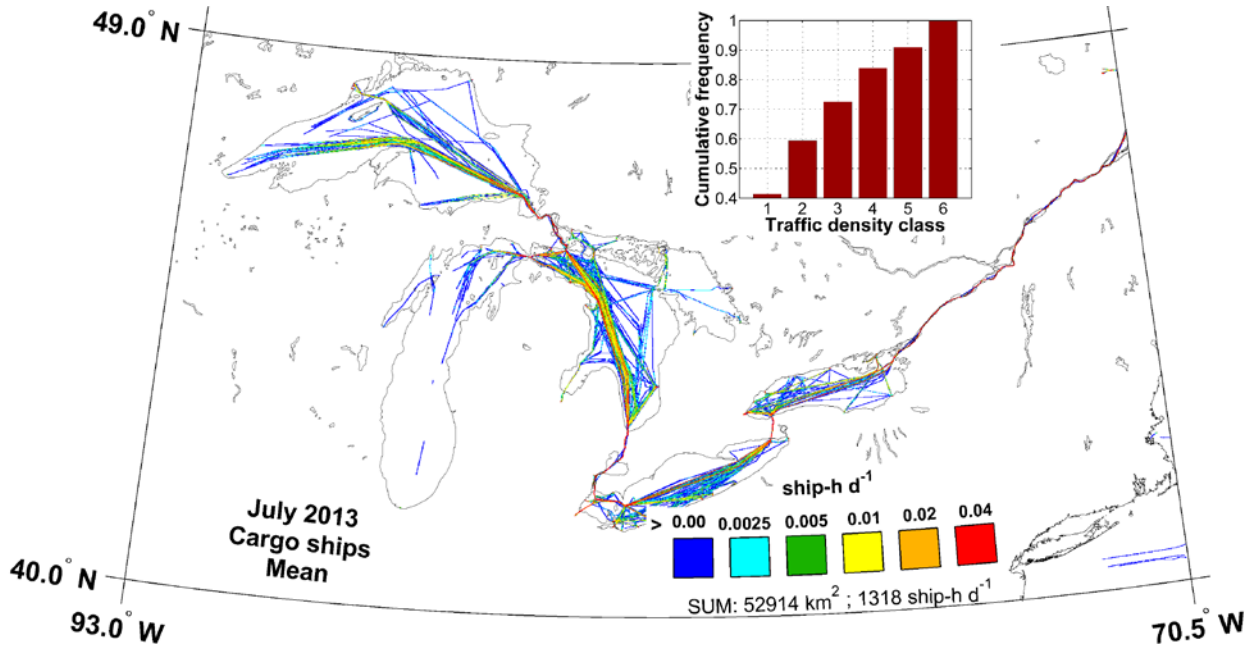 49.0° N
1
0.9
0.8
0.7
0.6
0.5
0.4
Cumulative frequency
1 2 3 4 5 6
Traffic density class
July 2013
Cargo ships
Mean
ship-h d⁻¹
> 0.00 0.0025 0.005 0.01 0.02 0.04
SUM: 52914 km² ; 1318 ship-h d⁻¹
40.0° N
93.0° W
70.5° W